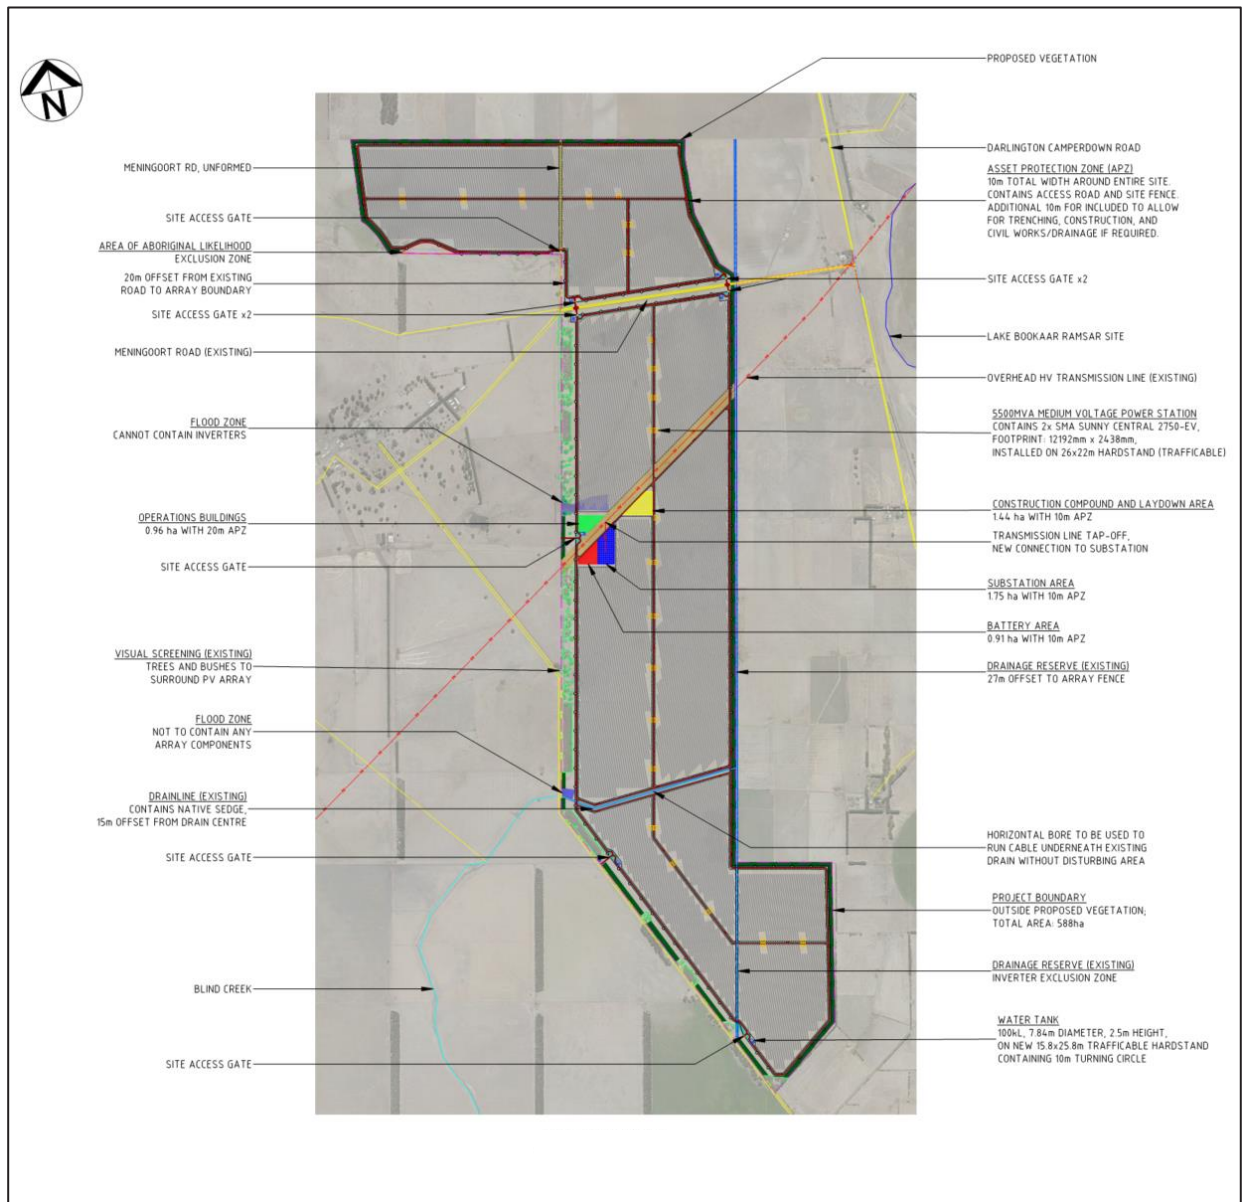 N
PROPOSED VEGETATION
MENINGOORT RD, UNFORMED
SITE ACCESS GATE
AREA OF ABORIGINAL LIKELIHOOD
EXCLUSION ZONE
20m OFFSET FROM EXISTING
ROAD TO ARRAY BOUNDARY
SITE ACCESS GATE x2
MENINGOORT ROAD (EXISTING)
FLOOD ZONE
CANNOT CONTAIN INVERTERS
OPERATIONS BUILDINGS
0.96 ha WITH 20m APZ
SITE ACCESS GATE
VISUAL SCREENING (EXISTING)
TREES AND BUSHES TO
SURROUND PV ARRAY
FLOOD ZONE
NOT TO CONTAIN ANY
ARRAY COMPONENTS
DRAINLINE (EXISTING)
CONTAINS NATIVE SEDGE,
15m OFFSET FROM DRAIN CENTRE
SITE ACCESS GATE
BLIND CREEK
SITE ACCESS GATE
DARLINGTON CAMPERDOWN ROAD
ASSET PROTECTION ZONE (APZ)
10m TOTAL WIDTH AROUND ENTIRE SITE.
CONTAINS ACCESS ROAD AND SITE FENCE.
ADDITIONAL 10m FOR INCLUDED TO ALLOW
FOR TRENCHING, CONSTRUCTION, AND
CIVIL WORKS/DRAINAGE IF REQUIRED.
SITE ACCESS GATE x2
LAKE BOOKAAR RAMSAR SITE
OVERHEAD HV TRANSMISSION LINE (EXISTING)
5500MVA MEDIUM VOLTAGE POWER STATION
CONTAINS 2x SMA SUNNY CENTRAL 2750-EV,
FOOTPRINT: 12192mm x 2438mm,
INSTALLED ON 26x22m HARDSTAND (TRAFFICABLE)
CONSTRUCTION COMPOUND AND LAYDOWN AREA
1.44 ha WITH 10m APZ
TRANSMISSION LINE TAP-OFF,
NEW CONNECTION TO SUBSTATION
SUBSTATION AREA
1.75 ha WITH 10m APZ
BATTERY AREA
0.91 ha WITH 10m APZ
DRAINAGE RESERVE (EXISTING)
27m OFFSET TO ARRAY FENCE
HORIZONTAL BORE TO BE USED TO
RUN CABLE UNDERNEATH EXISTING
DRAIN WITHOUT DISTURBING AREA
PROJECT BOUNDARY
OUTSIDE PROPOSED VEGETATION;
TOTAL AREA: 588ha
DRAINAGE RESERVE (EXISTING)
INVERTER EXCLUSION ZONE
WATER TANK
100kL, 7.84m DIAMETER, 2.5m HEIGHT,
ON NEW 15.8x25.8m TRAFFICABLE HARDSTAND
CONTAINING 10m TURNING CIRCLE